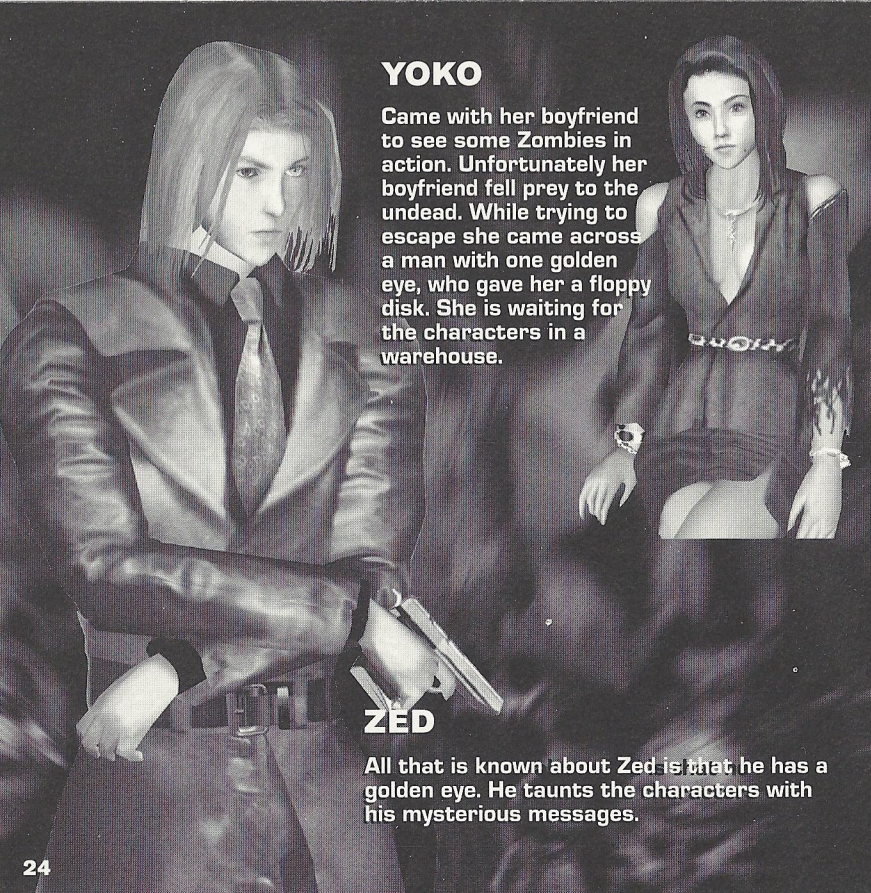 YOKO
Came with her boyfriend
to see some Zombies in
action. Unfortunately her
boyfriend fell prey to the
undead. While trying to
escape she came across
a man with one golden
eye, who gave her a floppy
disk. She is waiting for
the characters in a
warehouse.
ZED
All that is known about Zed is that he has a
golden eye. He taunts the characters with
his mysterious messages.
24